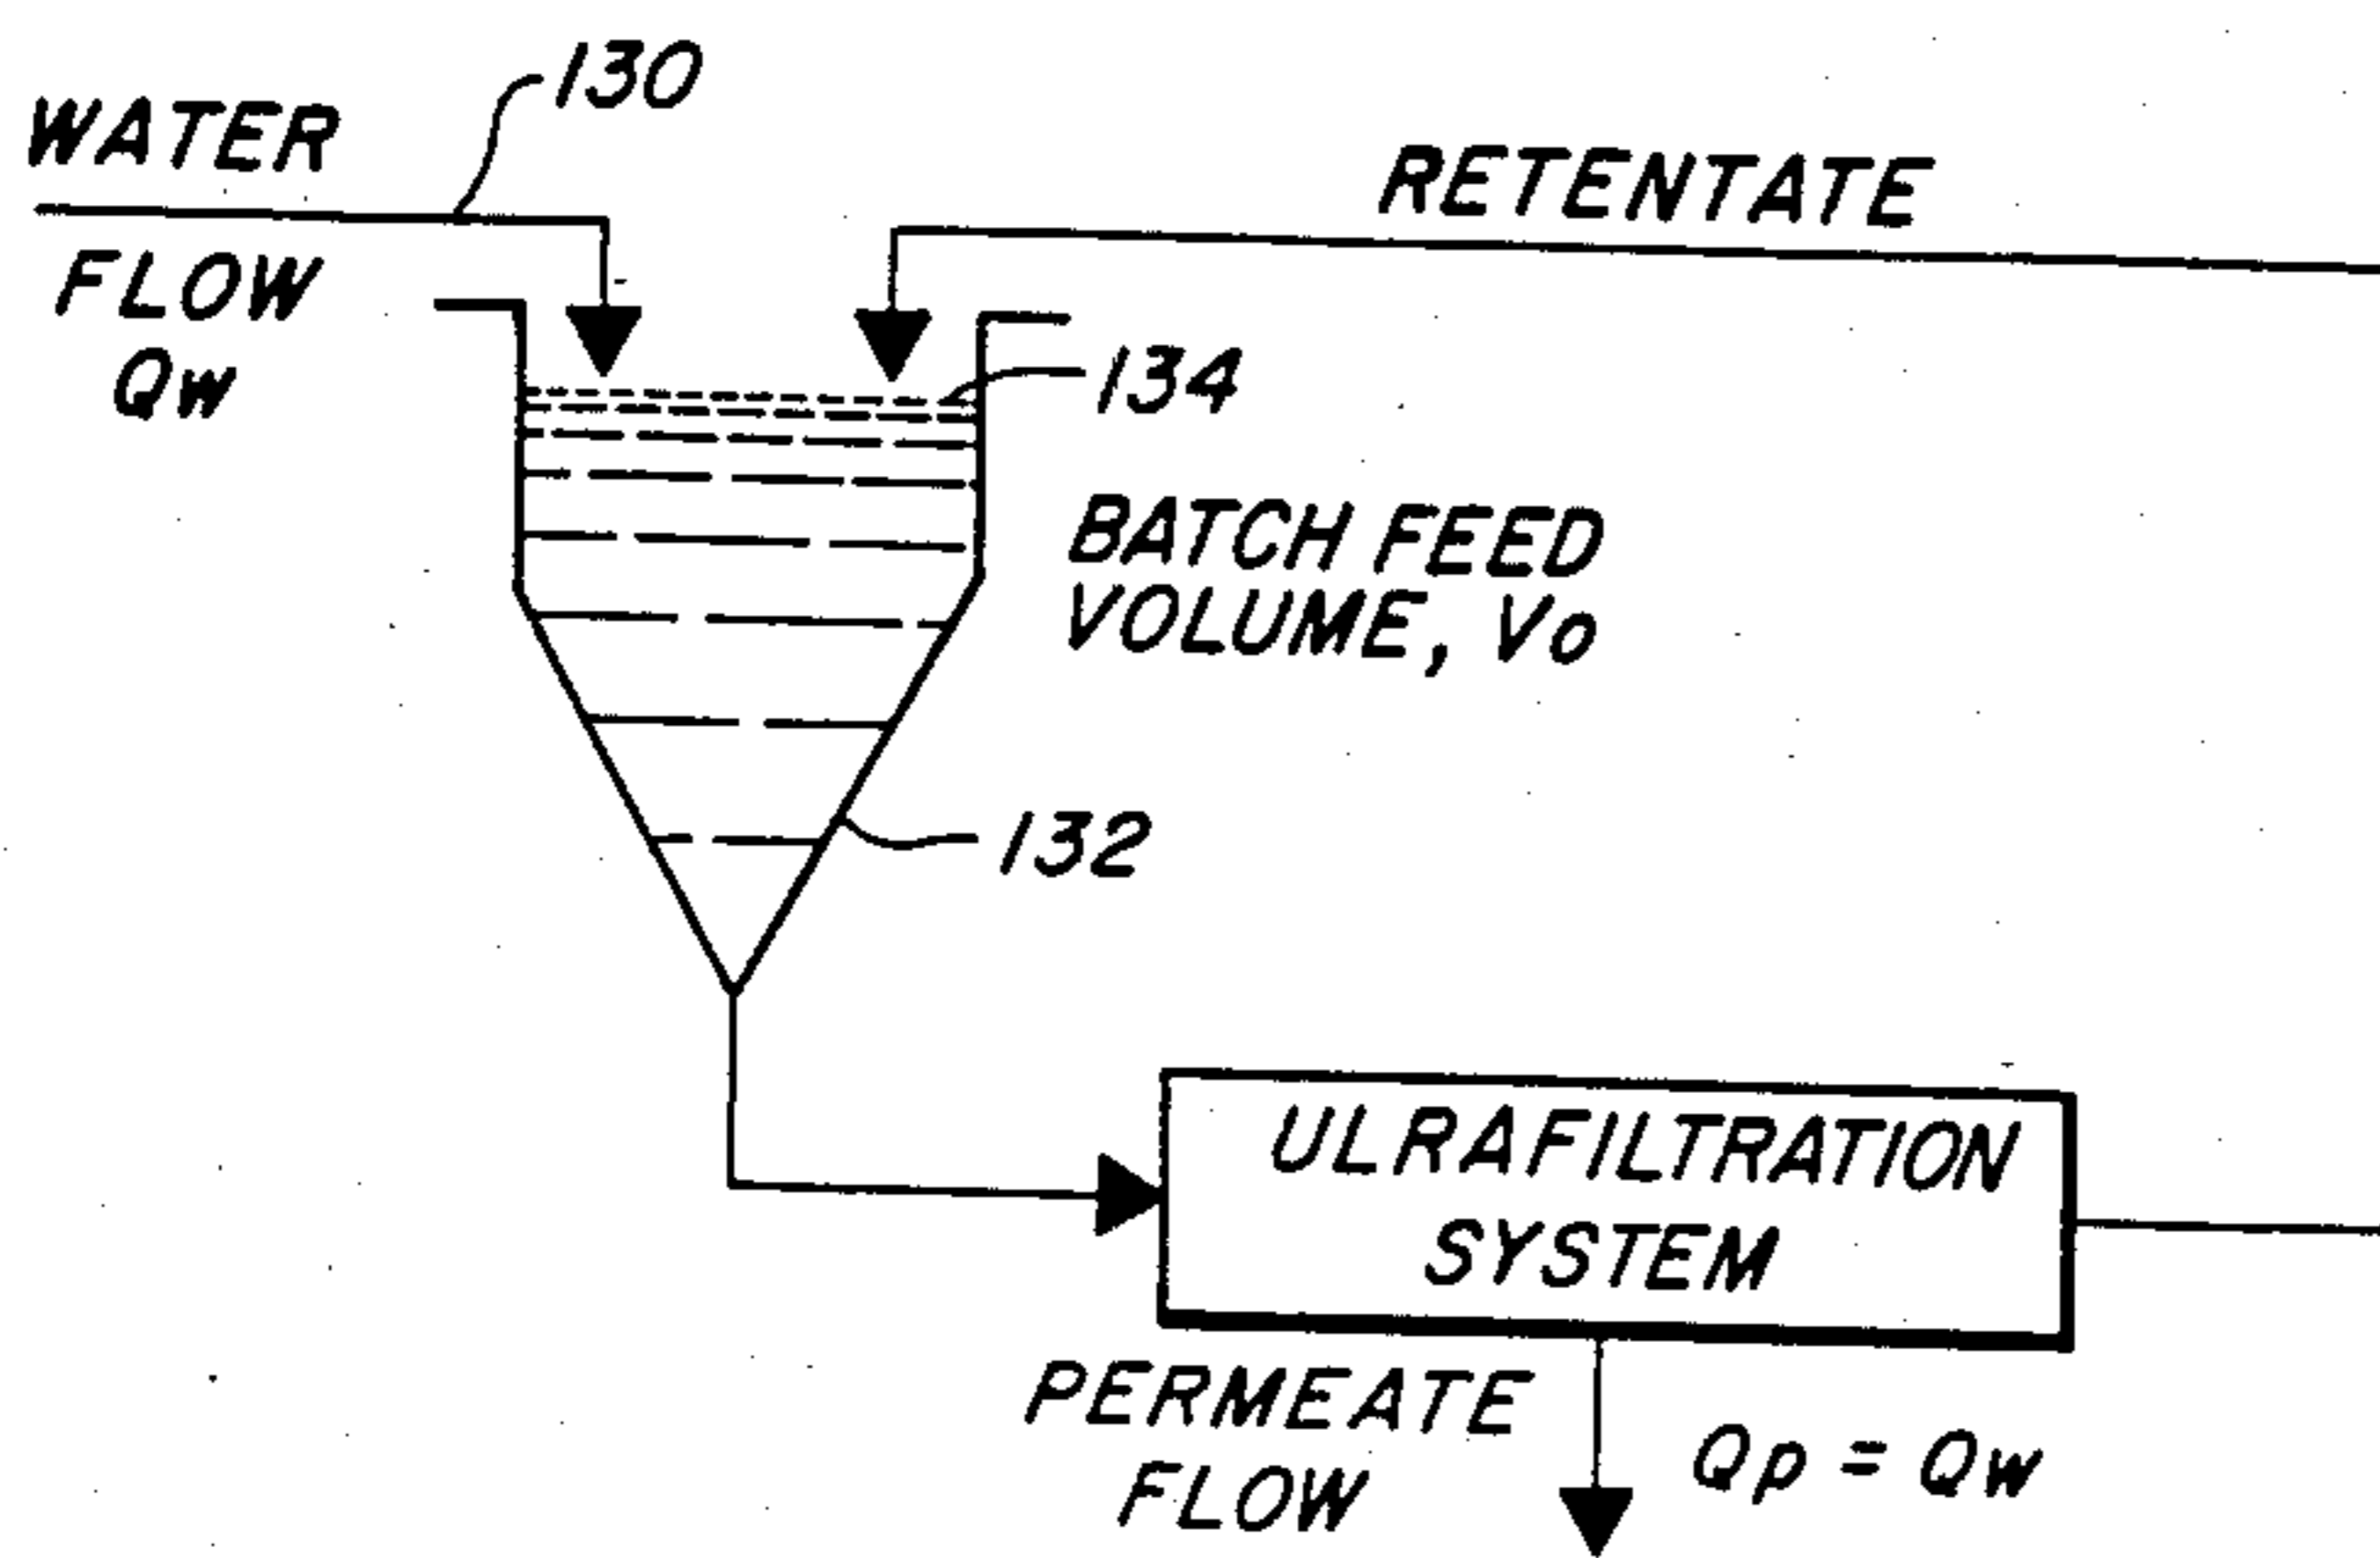 130
WATER
FLOW
Qw
RETENTATE
134
BATCH FEED
VOLUME, Vo
132
ULRAFILTRATION
SYSTEM
PERMEATE
FLOW
Qp = Qw